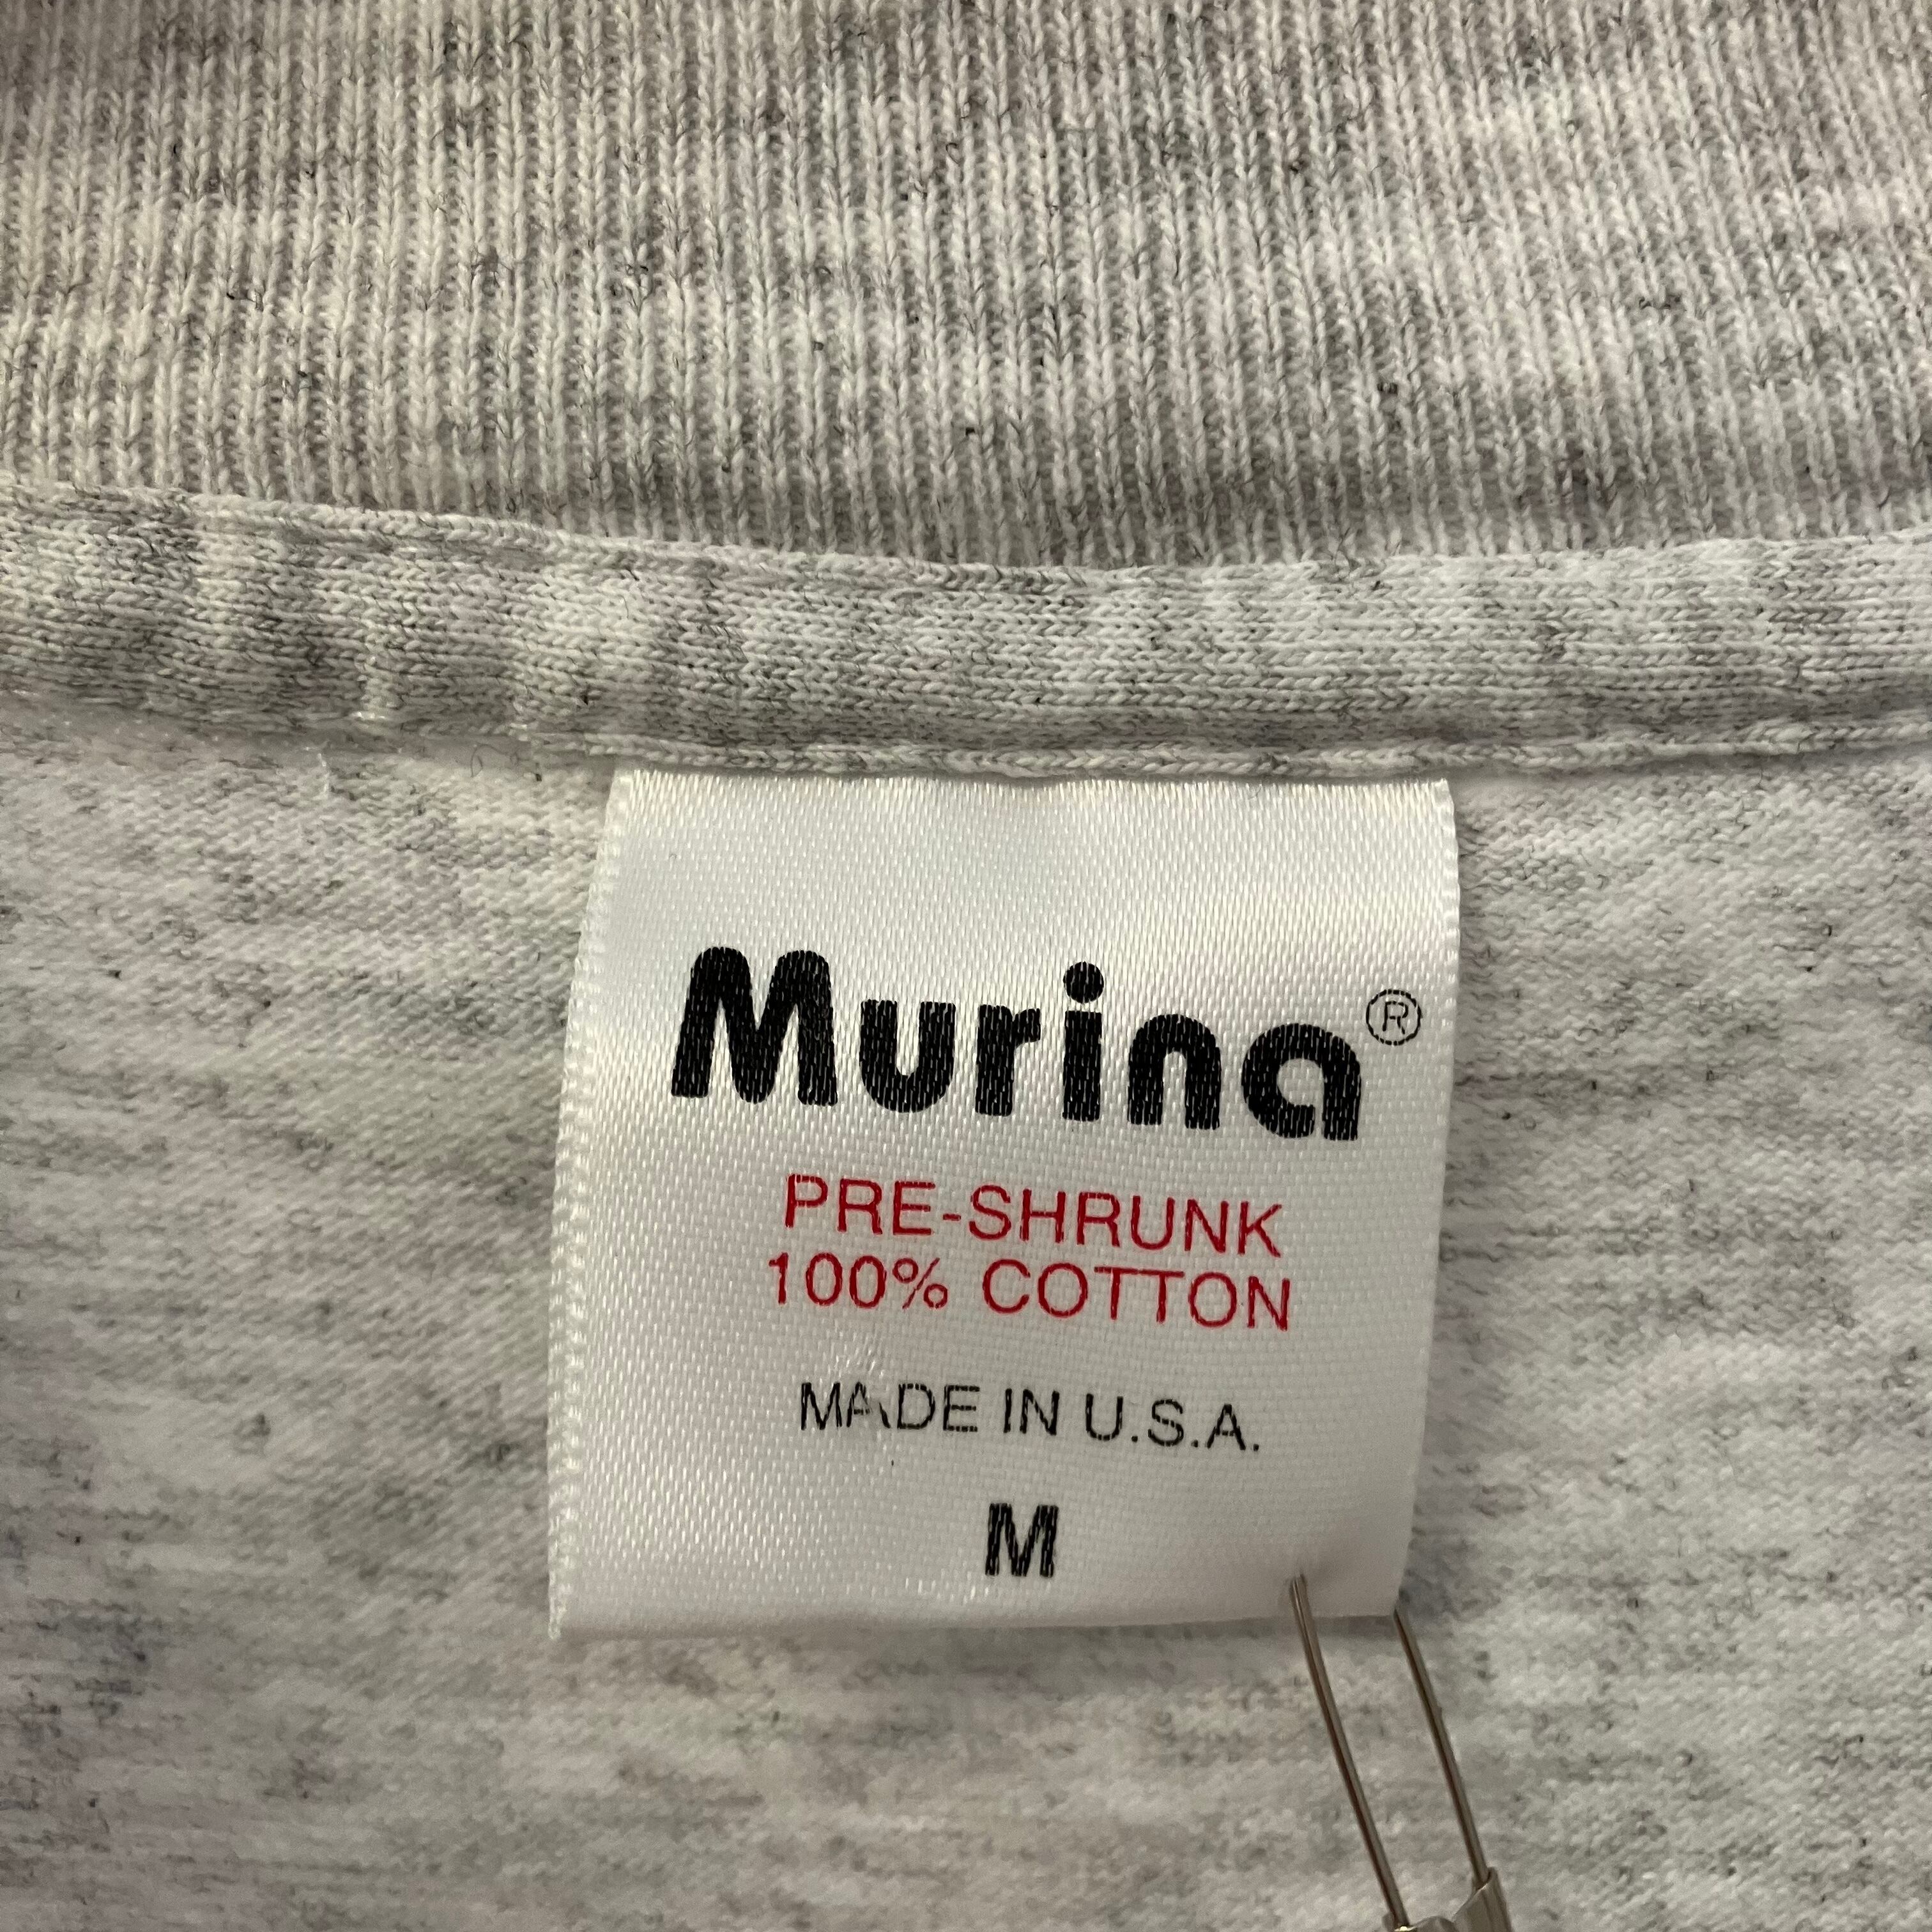 Murina®
PRE-SHRUNK
100% COTTON
MADE IN U.S.A.
M